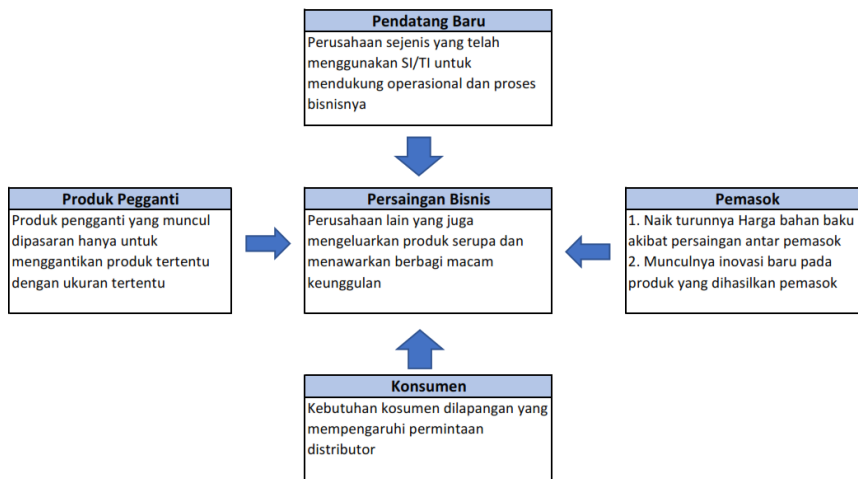 Pendatang Baru
Perusahaan sejenis yang telah
menggunakan SI/TI untuk
mendukung operasional dan proses
bisnisnya
Produk Pegganti
Produk pengganti yang muncul
dipasaran hanya untuk
menggantikan produk tertentu
dengan ukuran tertentu
Persaingan Bisnis
Perusahaan lain yang juga
mengeluarkan produk serupa dan
menawarkan berbagi macam
keunggulan
Pemasok
1. Naik turunnya Harga bahan baku
akibat persaingan antar pemasok
2. Munculnya inovasi baru pada
produk yang dihasilkan pemasok
Konsumen
Kebutuhan kosumen dilapangan yang
mempengaruhi permintaan
distributor